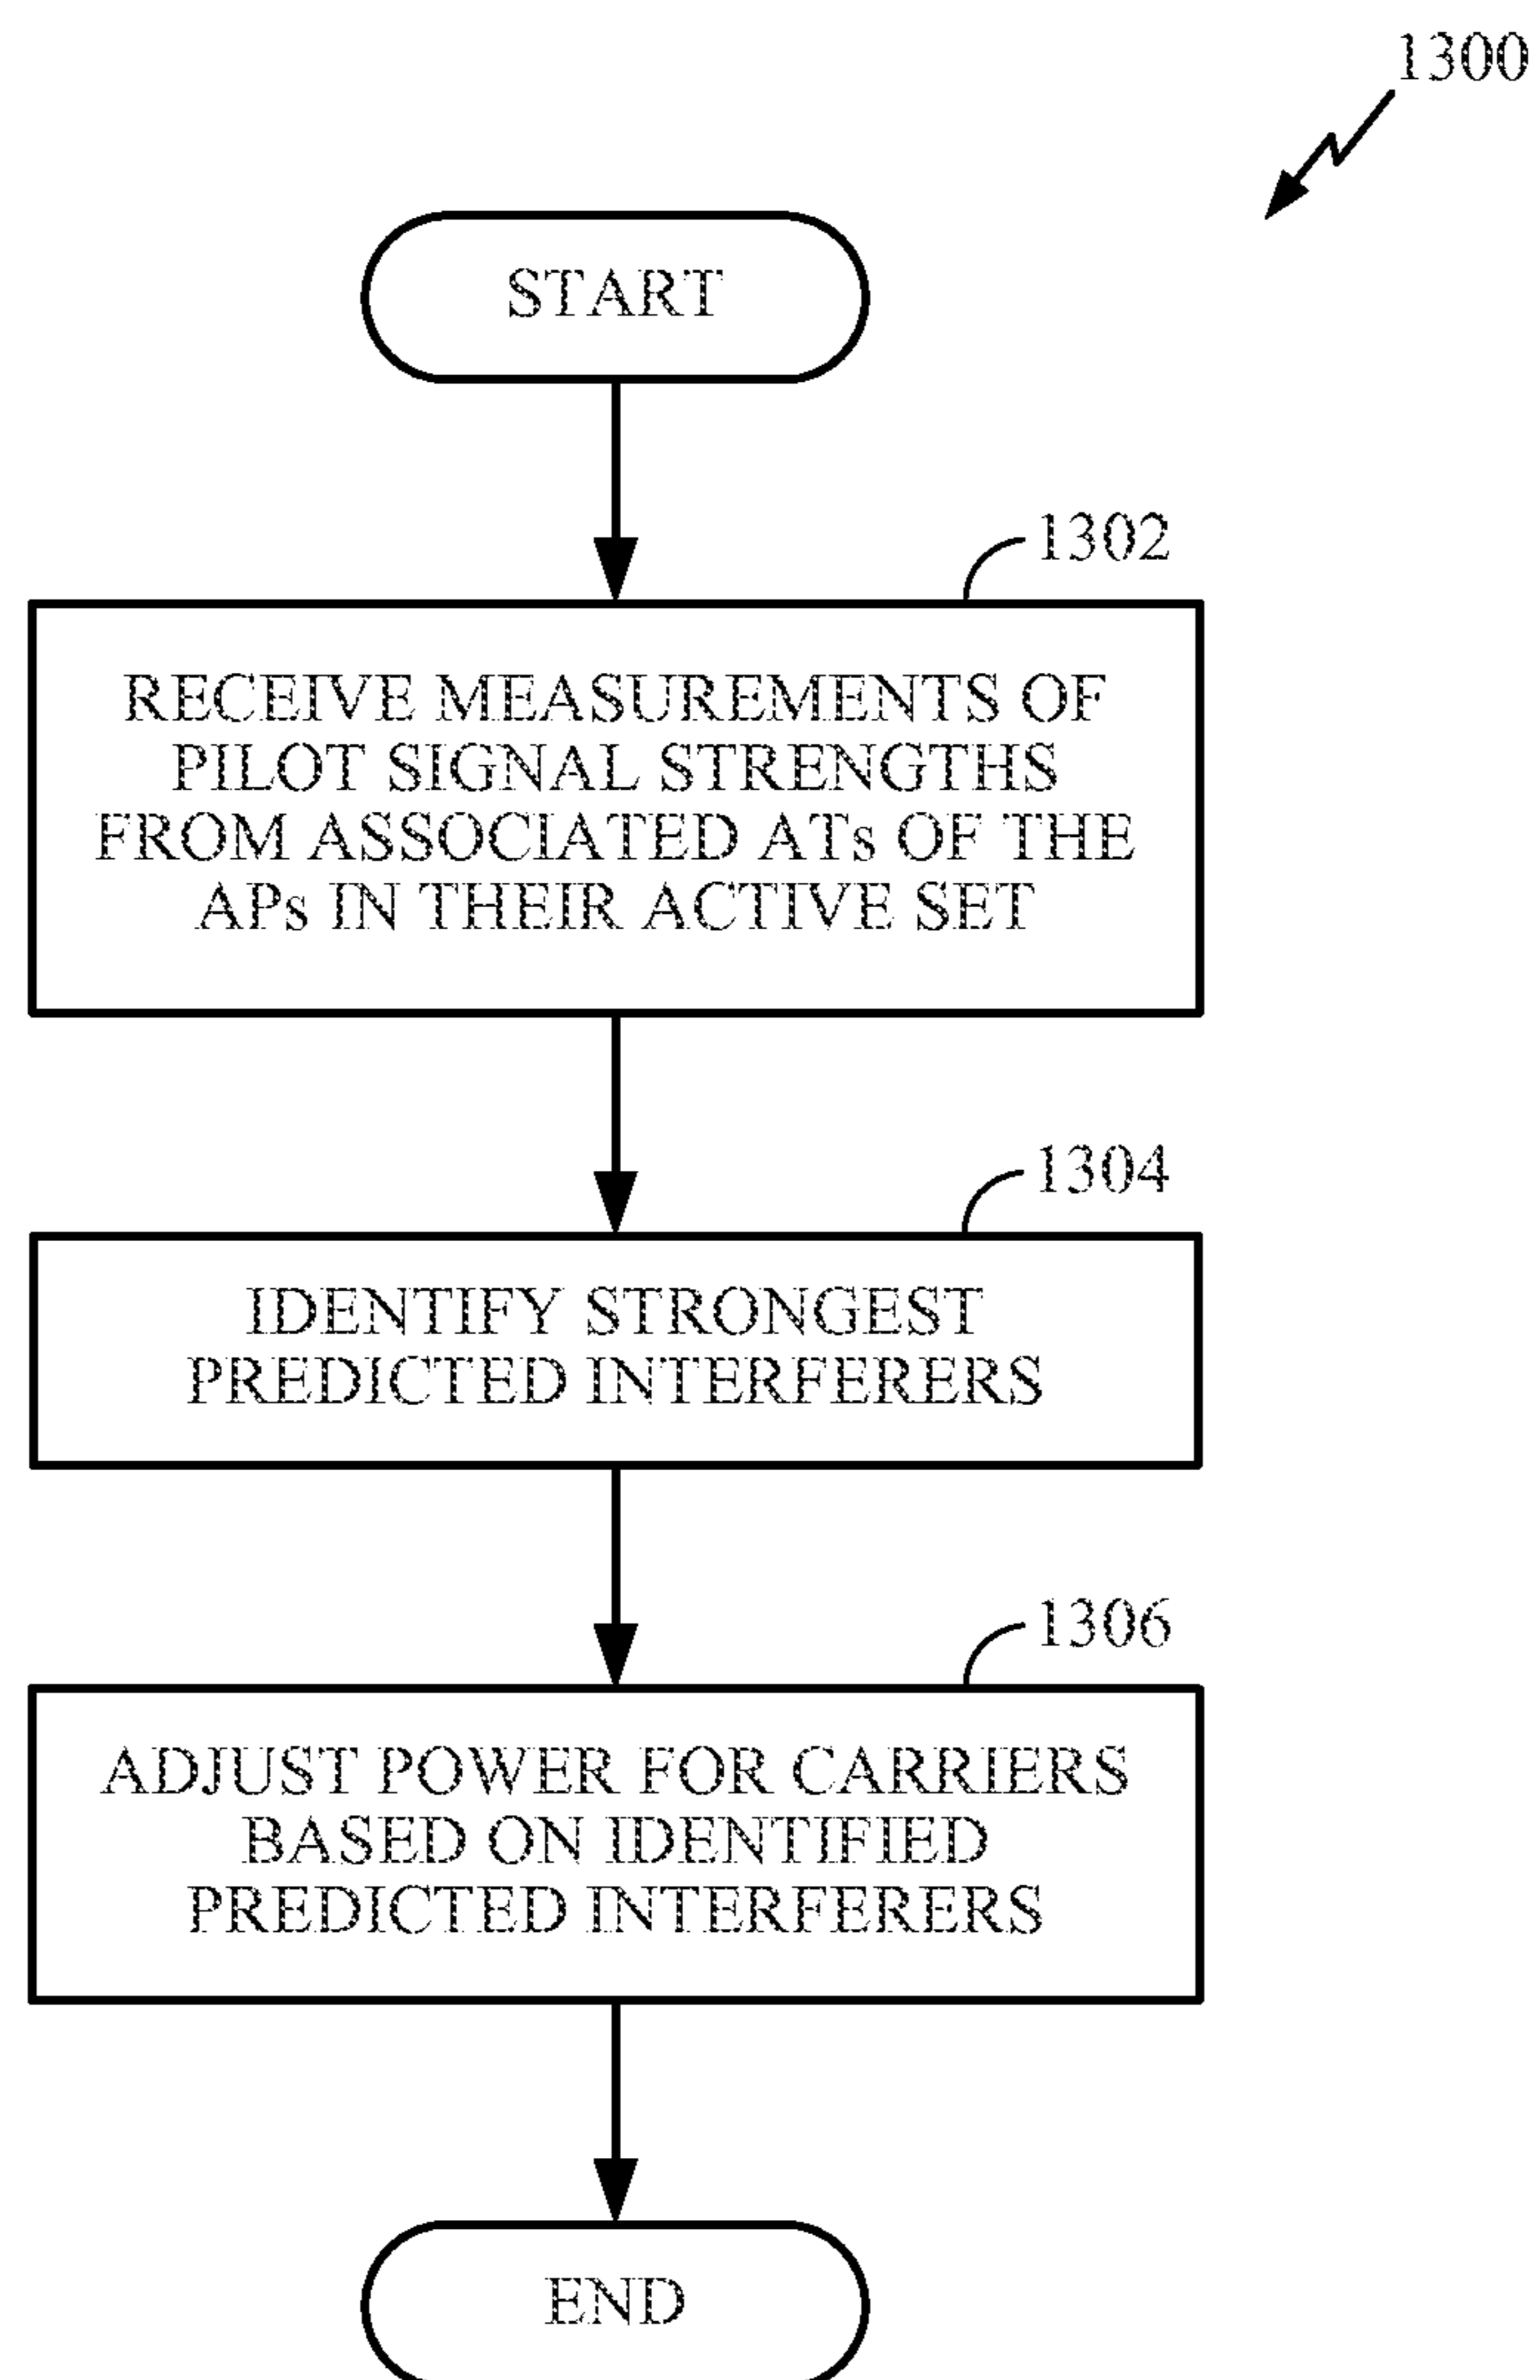 1300
START
1302
RECEIVE MEASUREMENTS OF
PILOT SIGNAL STRENGTHS
FROM ASSOCIATED ATs OF THE
APs IN THEIR ACTIVE SET
1304
IDENTIFY STRONGEST
PREDICTED INTERFERERS
1306
ADJUST POWER FOR CARRIERS
BASED ON IDENTIFIED
PREDICTED INTERFERERS
END